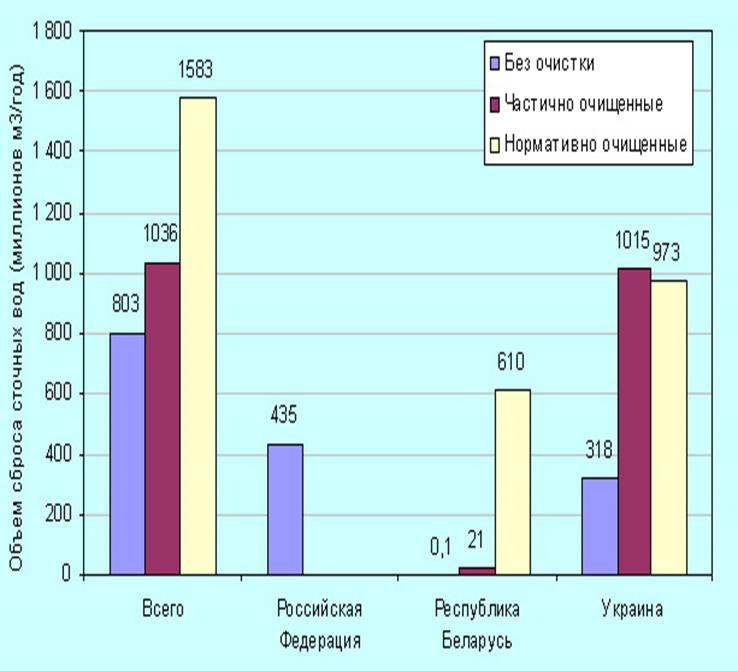 Объем сброса сточных вод (миллионов м3/год)
1 800
1 600
1 400
1 200
1 000
800
600
400
200
0
Без очистки
Частично очищенные
Нормативно очищенные
803
1036
1583
435
0,1
21
610
318
1015
973
Всего
Российская
Федерация
Республика
Беларусь
Украина